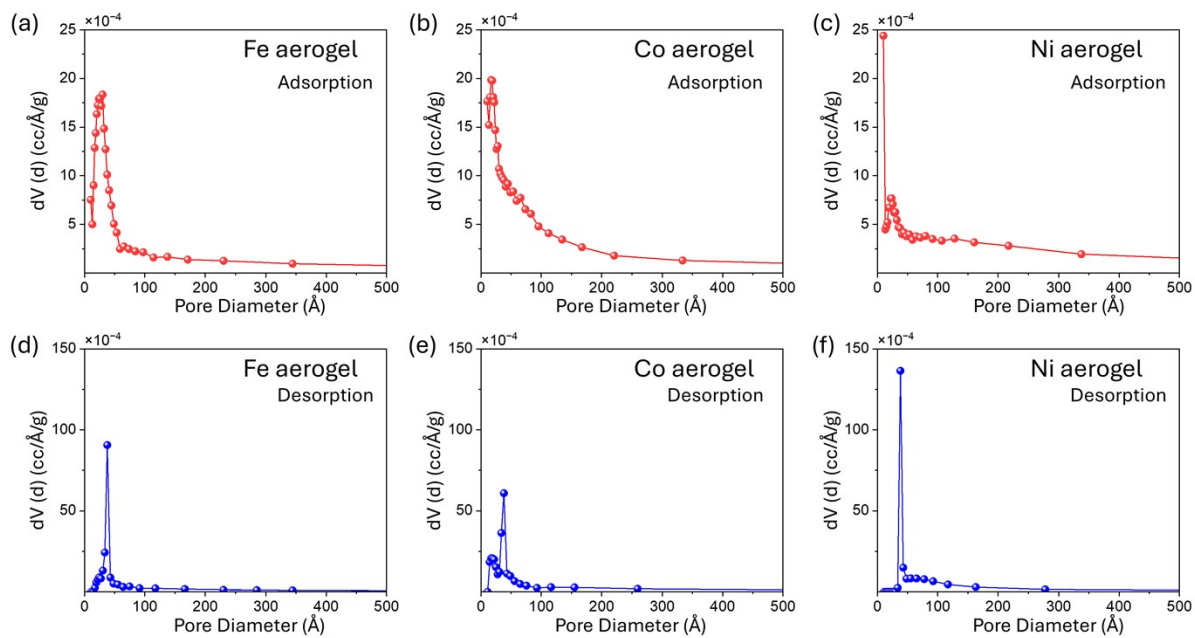 (a)
×10⁻⁴
Fe aerogel
Adsorption
25
20
15
10
5
dV (d) (cc/Å/g)
0 100 200 300 400 500
Pore Diameter (Å)
(b)
×10⁻⁴
Co aerogel
Adsorption
25
20
15
10
5
dV (d) (cc/Å/g)
0 100 200 300 400 500
Pore Diameter (Å)
(c)
×10⁻⁴
Ni aerogel
Adsorption
25
20
15
10
5
dV (d) (cc/Å/g)
0 100 200 300 400 500
Pore Diameter (Å)
(d)
×10⁻⁴
Fe aerogel
Desorption
150
100
50
dV (d) (cc/Å/g)
0 100 200 300 400 500
Pore Diameter (Å)
(e)
×10⁻⁴
Co aerogel
Desorption
150
100
50
dV (d) (cc/Å/g)
0 100 200 300 400 500
Pore Diameter (Å)
(f)
×10⁻⁴
Ni aerogel
Desorption
150
100
50
dV (d) (cc/Å/g)
0 100 200 300 400 500
Pore Diameter (Å)